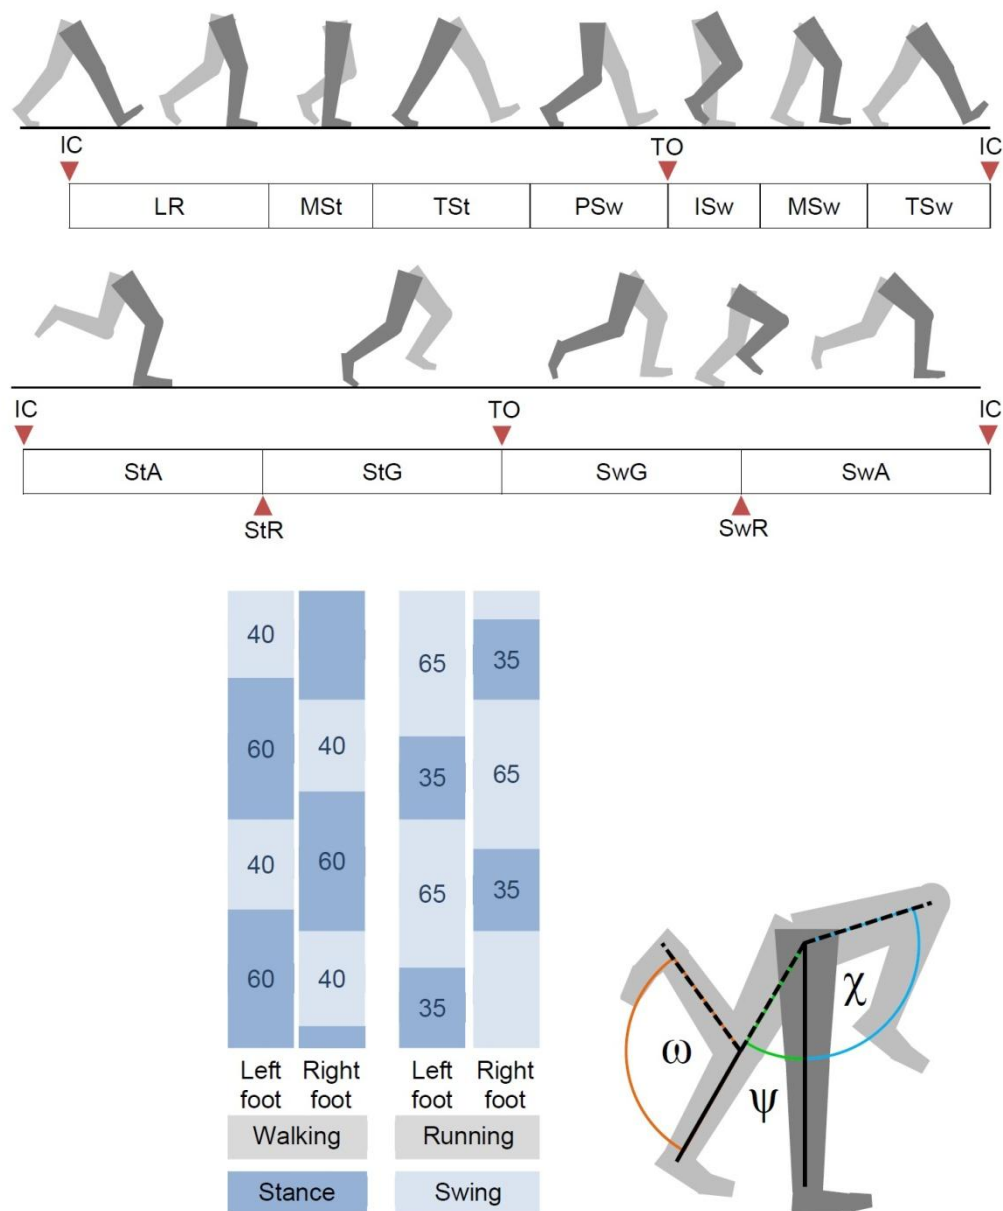 IC TO IC
LR MSt TSt PSw ISw MSw TSw
IC TO IC
StA StG SwG SwA
StR SwR
40
65 35
60 40
35 65
40 60
65 35
60 40
35
ω ψ χ
Left foot Right foot Left foot Right foot
Walking Running
Stance Swing